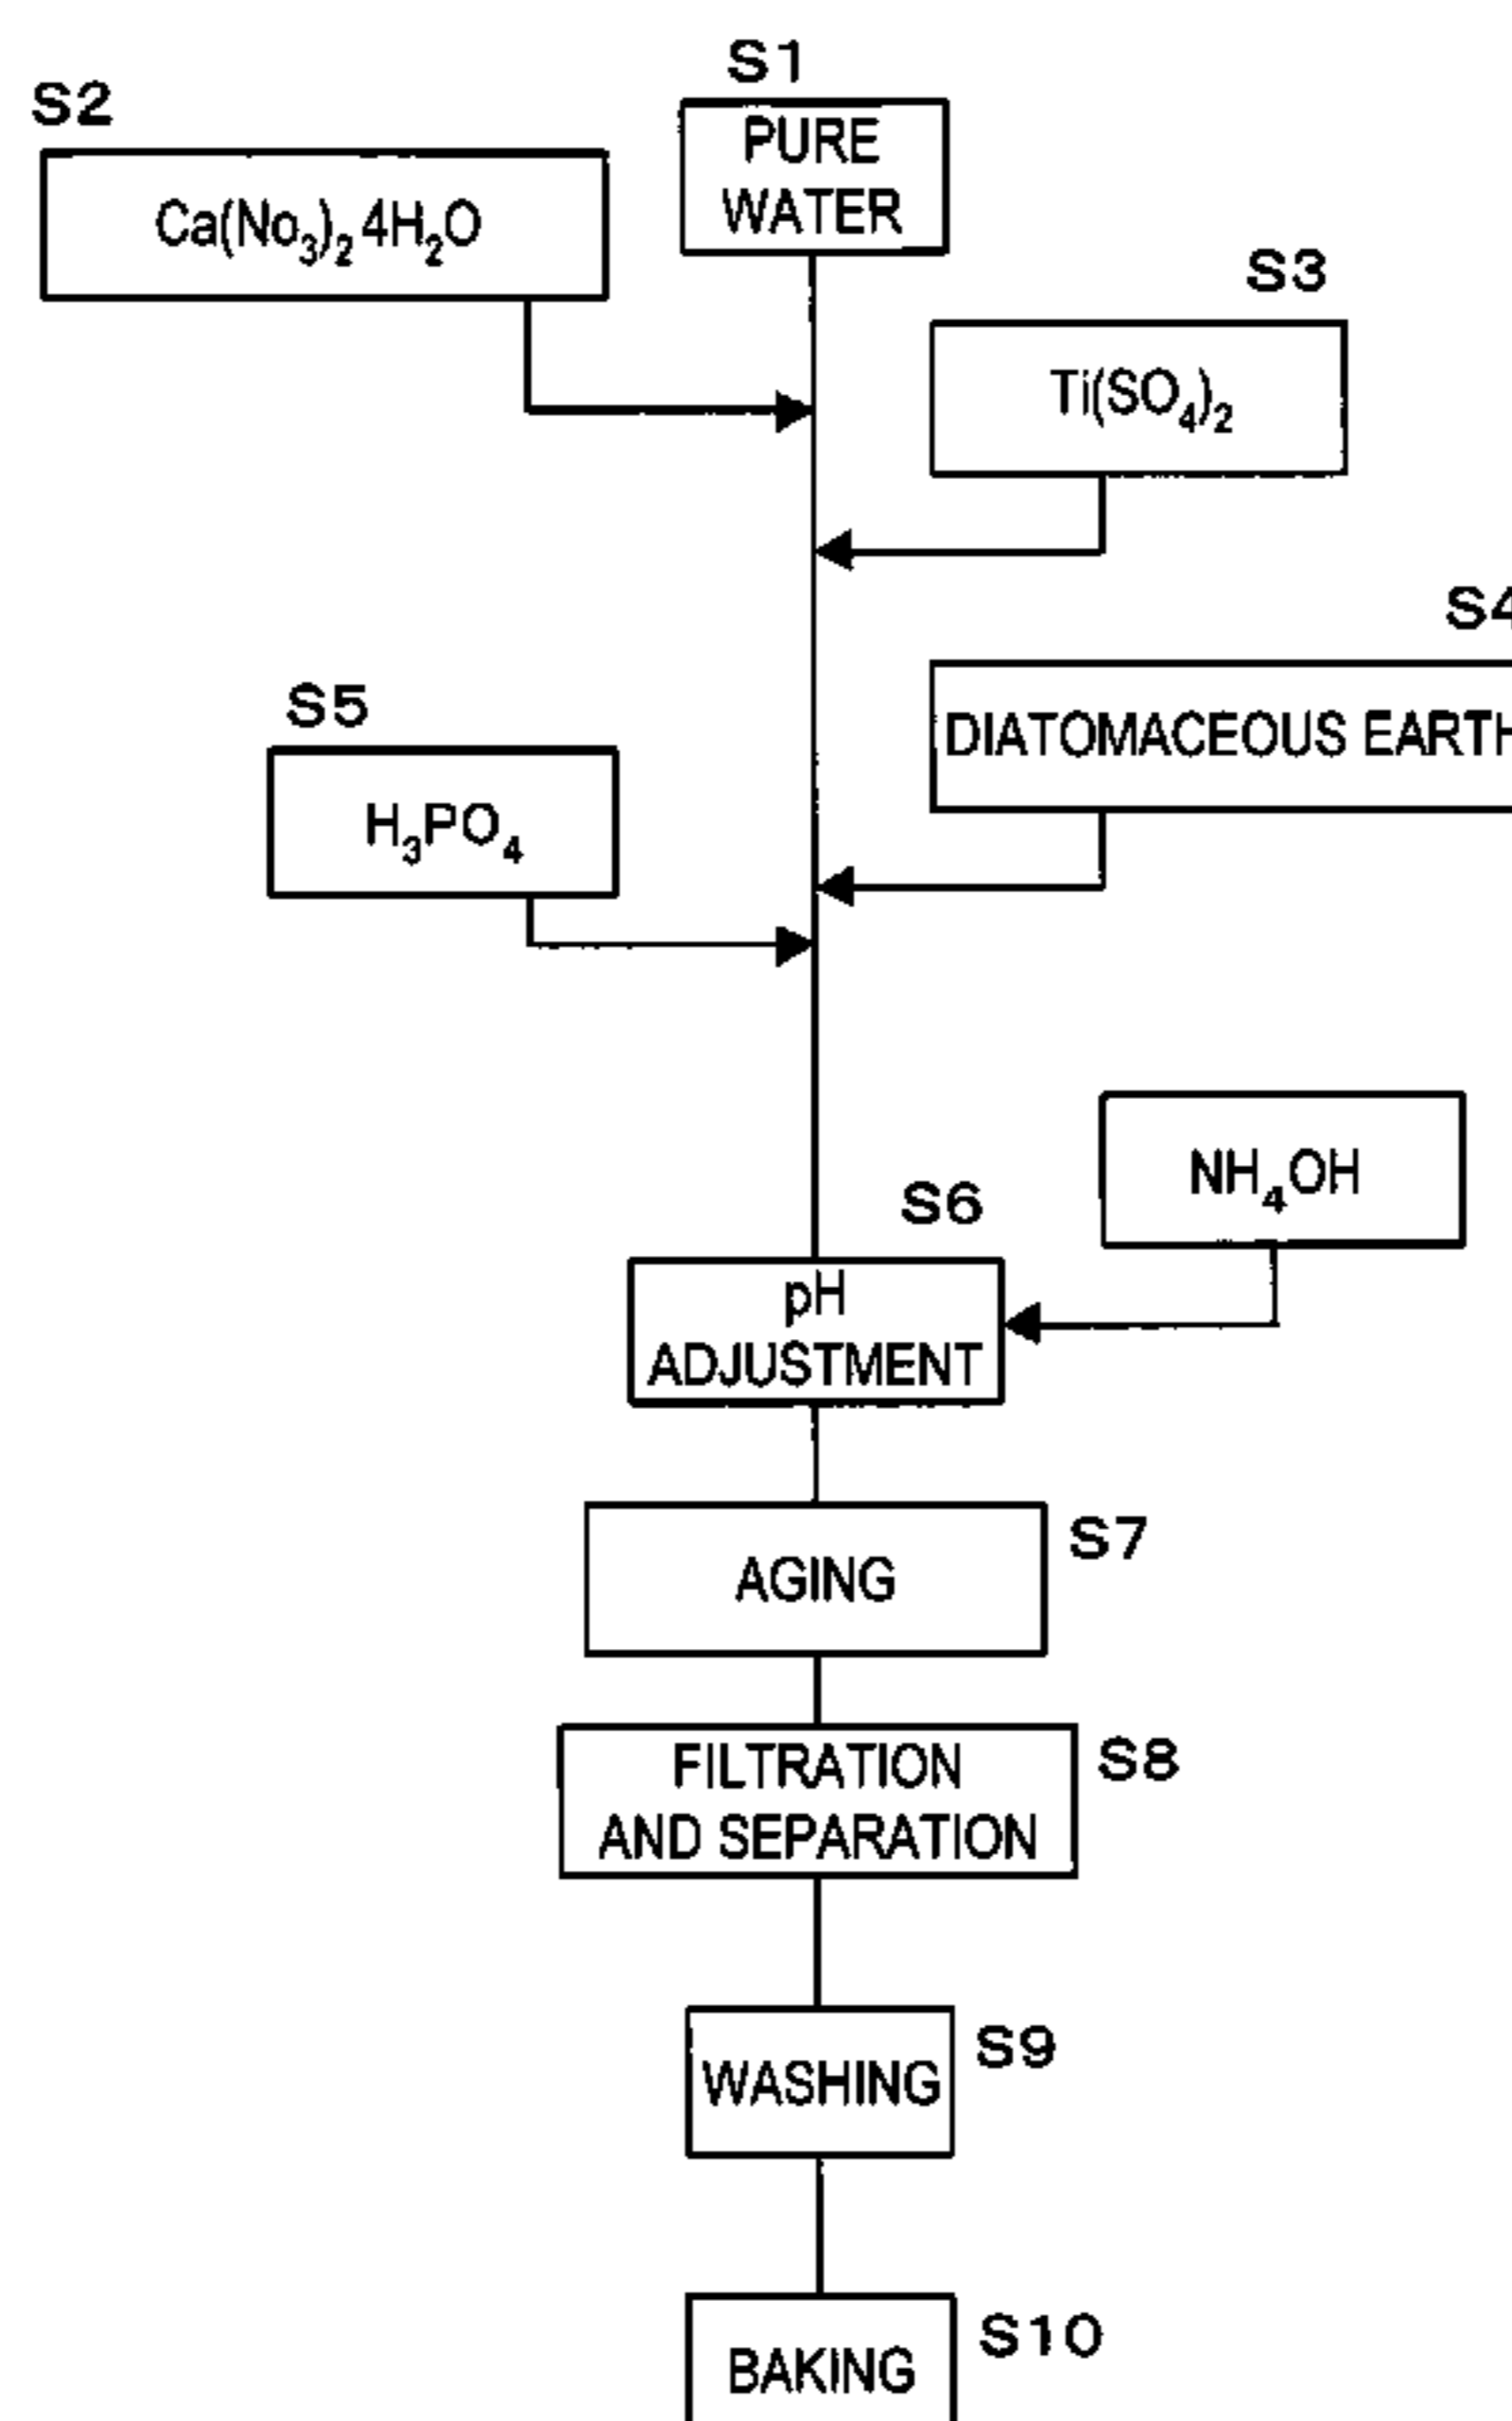 S1
PURE
WATER
S2
Ca(No₃)₂ 4H₂O
S3
Ti(SO₄)₂
S4
DIATOMACEOUS EARTH
S5
H₃PO₄
NH₄OH
S6
pH
ADJUSTMENT
S7
AGING
S8
FILTRATION
AND SEPARATION
S9
WASHING
S10
BAKING